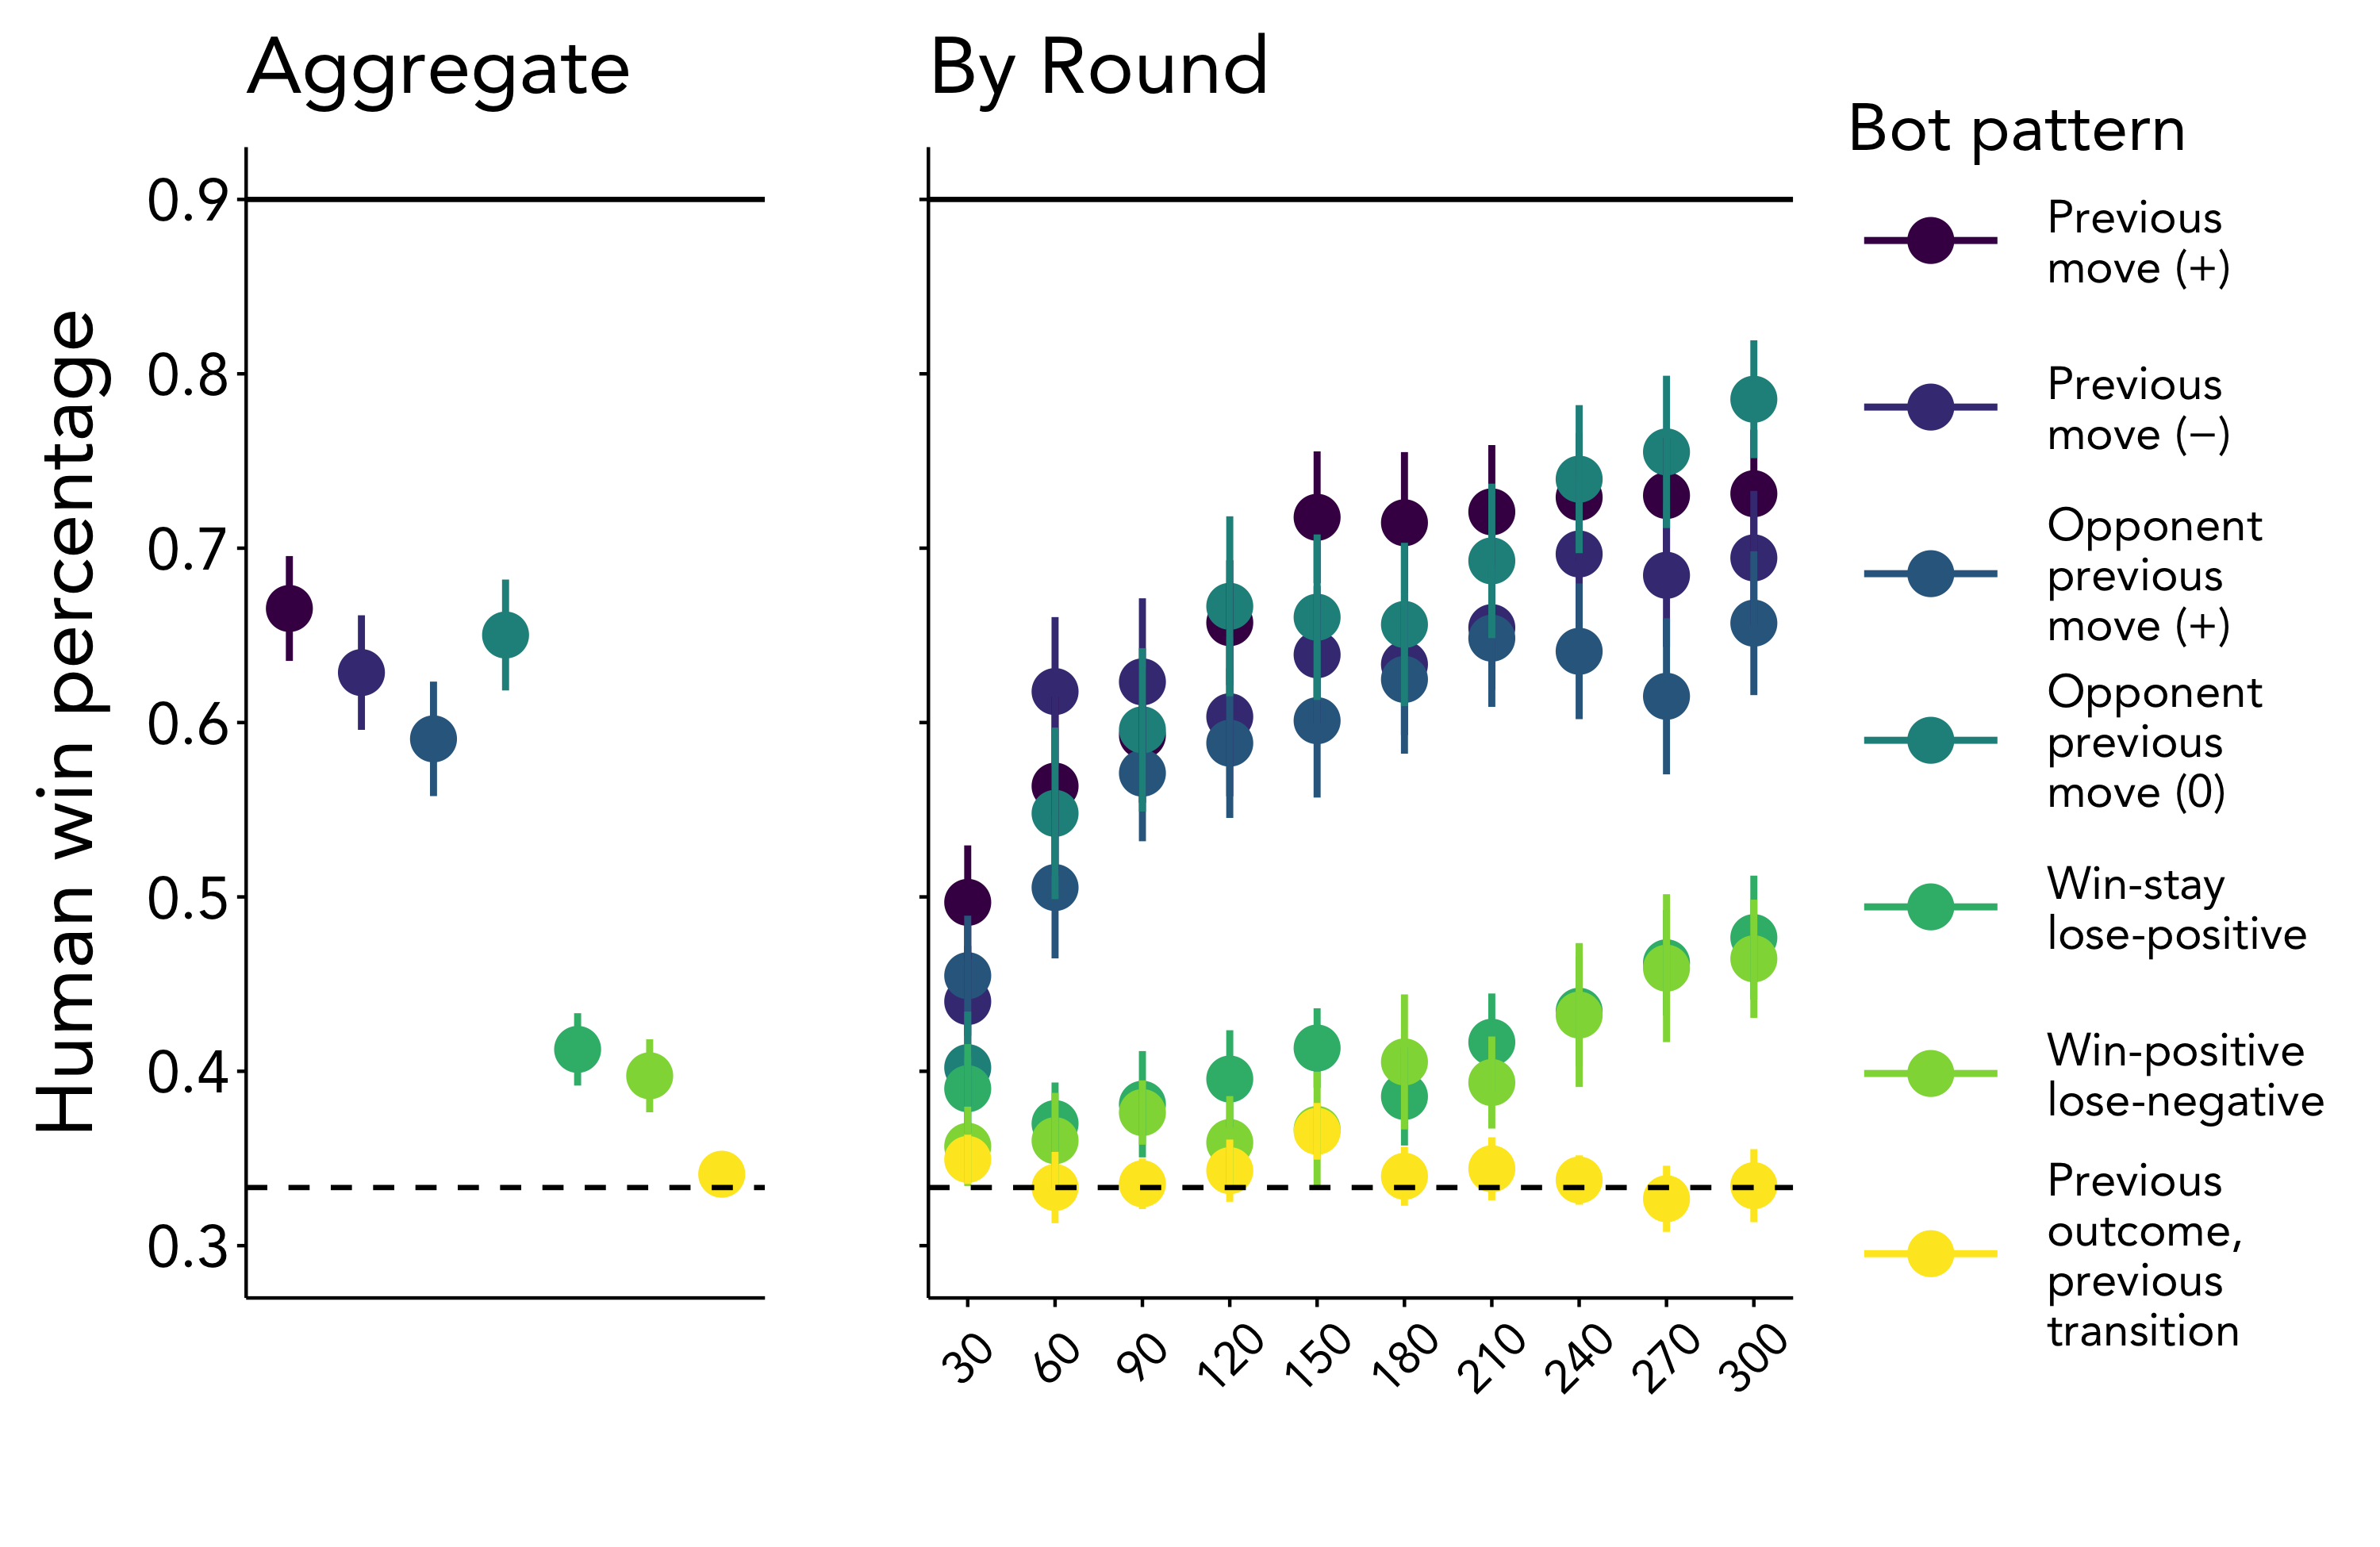 Aggregate
By Round
Human win percentage
0.9
0.8
0.7
0.6
0.5
0.4
0.3
30
60
90
120
150
180
210
240
270
300
Bot pattern
Previous
move (+)
Previous
move (−)
Opponent
previous
move (+)
Opponent
previous
move (0)
Win-stay
lose-positive
Win-positive
lose-negative
Previous
outcome,
previous
transition